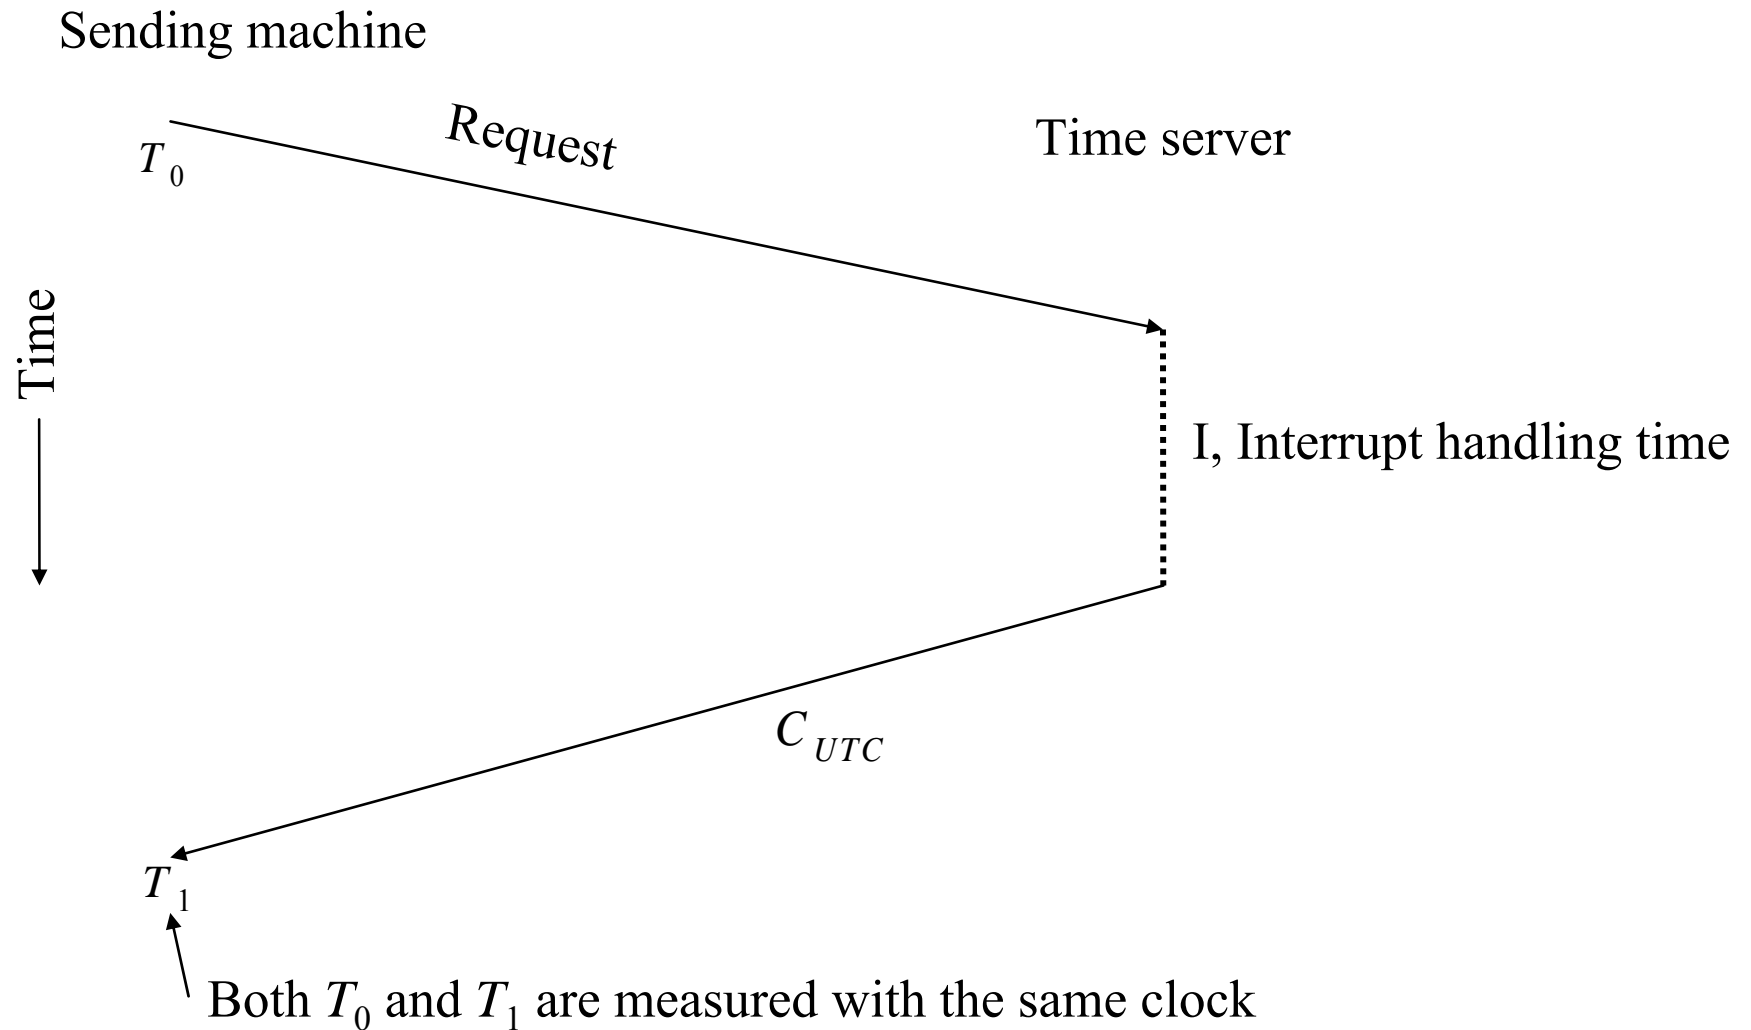 Sending machine
Request
Time server
T0
Time
I, Interrupt handling time
CUTC
T1
Both T0 and T1 are measured with the same clock